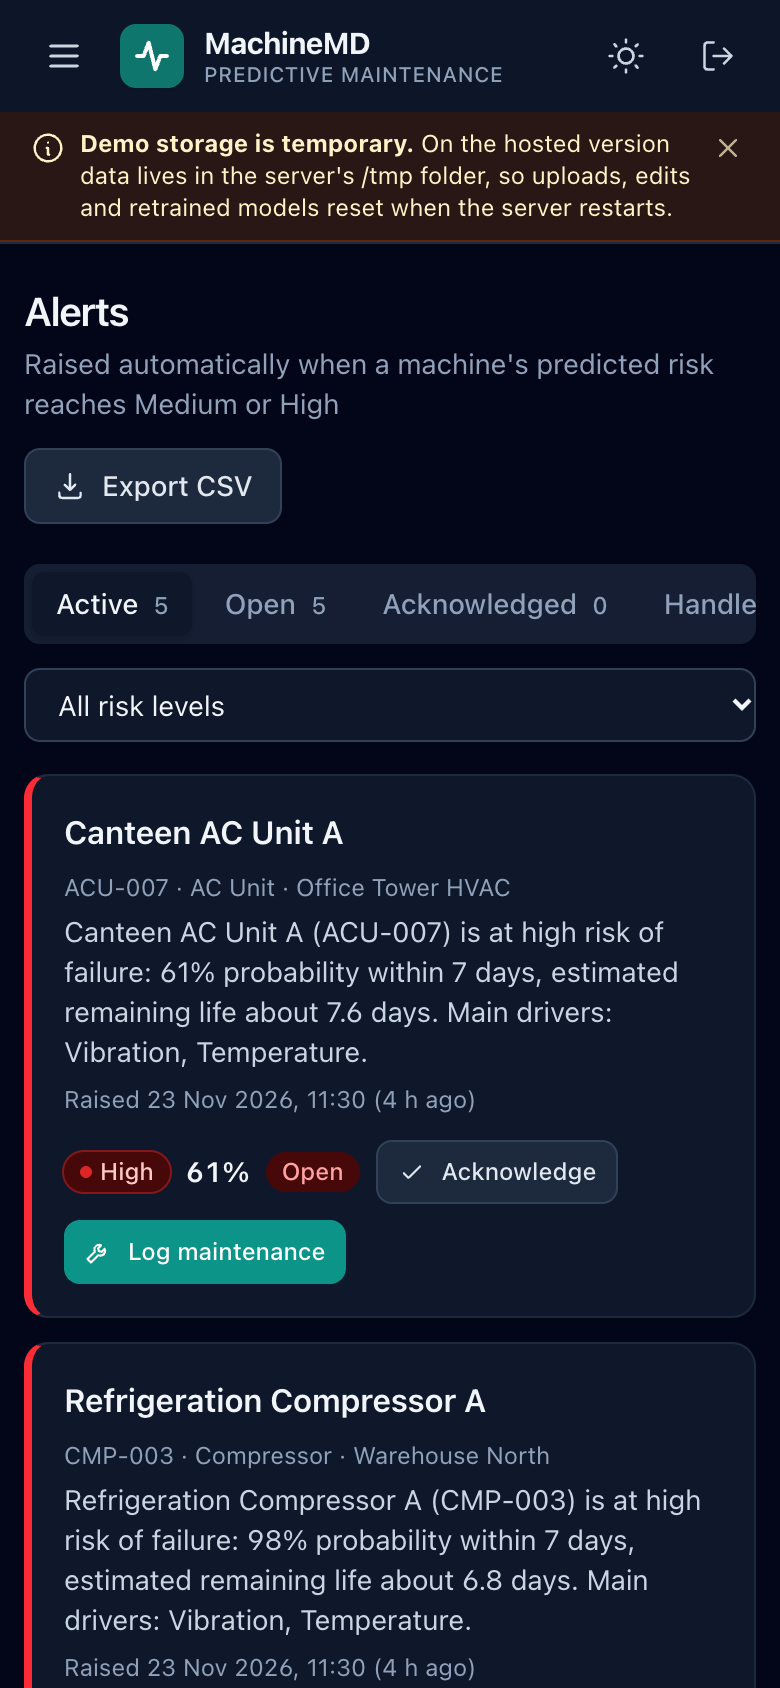 MachineMD
PREDICTIVE MAINTENANCE
Demo storage is temporary. On the hosted version
data lives in the server's /tmp folder, so uploads, edits
and retrained models reset when the server restarts.
Alerts
Raised automatically when a machine's predicted risk
reaches Medium or High
Export CSV
Active 5 Open 5 Acknowledged 0 Handle
All risk levels
Canteen AC Unit A
ACU-007 · AC Unit · Office Tower HVAC
Canteen AC Unit A (ACU-007) is at high risk of
failure: 61% probability within 7 days, estimated
remaining life about 7.6 days. Main drivers:
Vibration, Temperature.
Raised 23 Nov 2026, 11:30 (4 h ago)
High 61% Open Acknowledge
Log maintenance
Refrigeration Compressor A
CMP-003 · Compressor · Warehouse North
Refrigeration Compressor A (CMP-003) is at high
risk of failure: 98% probability within 7 days,
estimated remaining life about 6.8 days. Main
drivers: Vibration, Temperature.
Raised 23 Nov 2026, 11:30 (4 h ago)